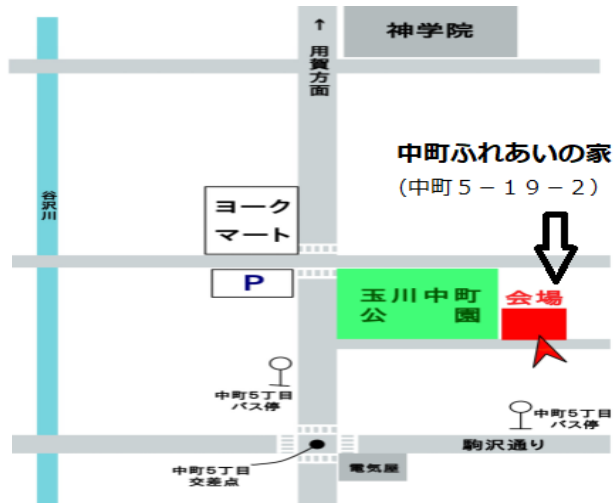 ↑
用賀方面
神学院
中町ふれあいの家
(中町5－19－2)
谷沢川
ヨーク
マート
P
玉川中町
公園
会場
中町5丁目
バス停
中町5丁目
バス停
駒沢通り
中町5丁目
交差点
電気屋